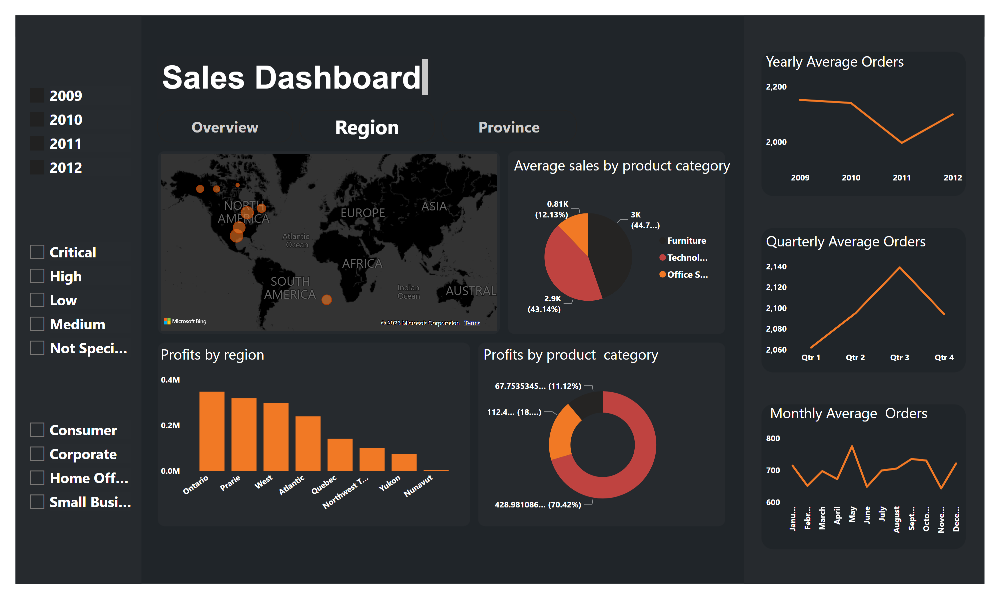 Sales Dashboard
Overview
Region
Province
2009
2010
2011
2012
Critical
High
Low
Medium
Not Speci...
Consumer
Corporate
Home Off...
Small Busi...
NORTH
AMERICA
EUROPE
ASIA
Atlantic
Ocean
AFRICA
SOUTH
AMERICA
Indian
Ocean
AUSTRAL
Microsoft Bing
© 2023 Microsoft Corporation Terms
Average sales by product category
0.81K
(12.13%)
3K
(44.7...)
2.9K
(43.14%)
Furniture
Technol...
Office S...
Profits by region
0.4M
0.2M
0.0M
Ontario
Prarie
West
Atlantic
Quebec
Northwest T...
Yukon
Nunavut
Profits by product  category
67.7535345... (11.12%)
112.4... (18....)
428.981086... (70.42%)
Yearly Average Orders
2,200
2,000
2009
2010
2011
2012
Quarterly Average Orders
2,140
2,120
2,100
2,080
2,060
Qtr 1
Qtr 2
Qtr 3
Qtr 4
Monthly Average  Orders
800
700
600
Janu...
Febr...
March
April
May
June
July
August
Sept...
Octo...
Nove...
Dece...